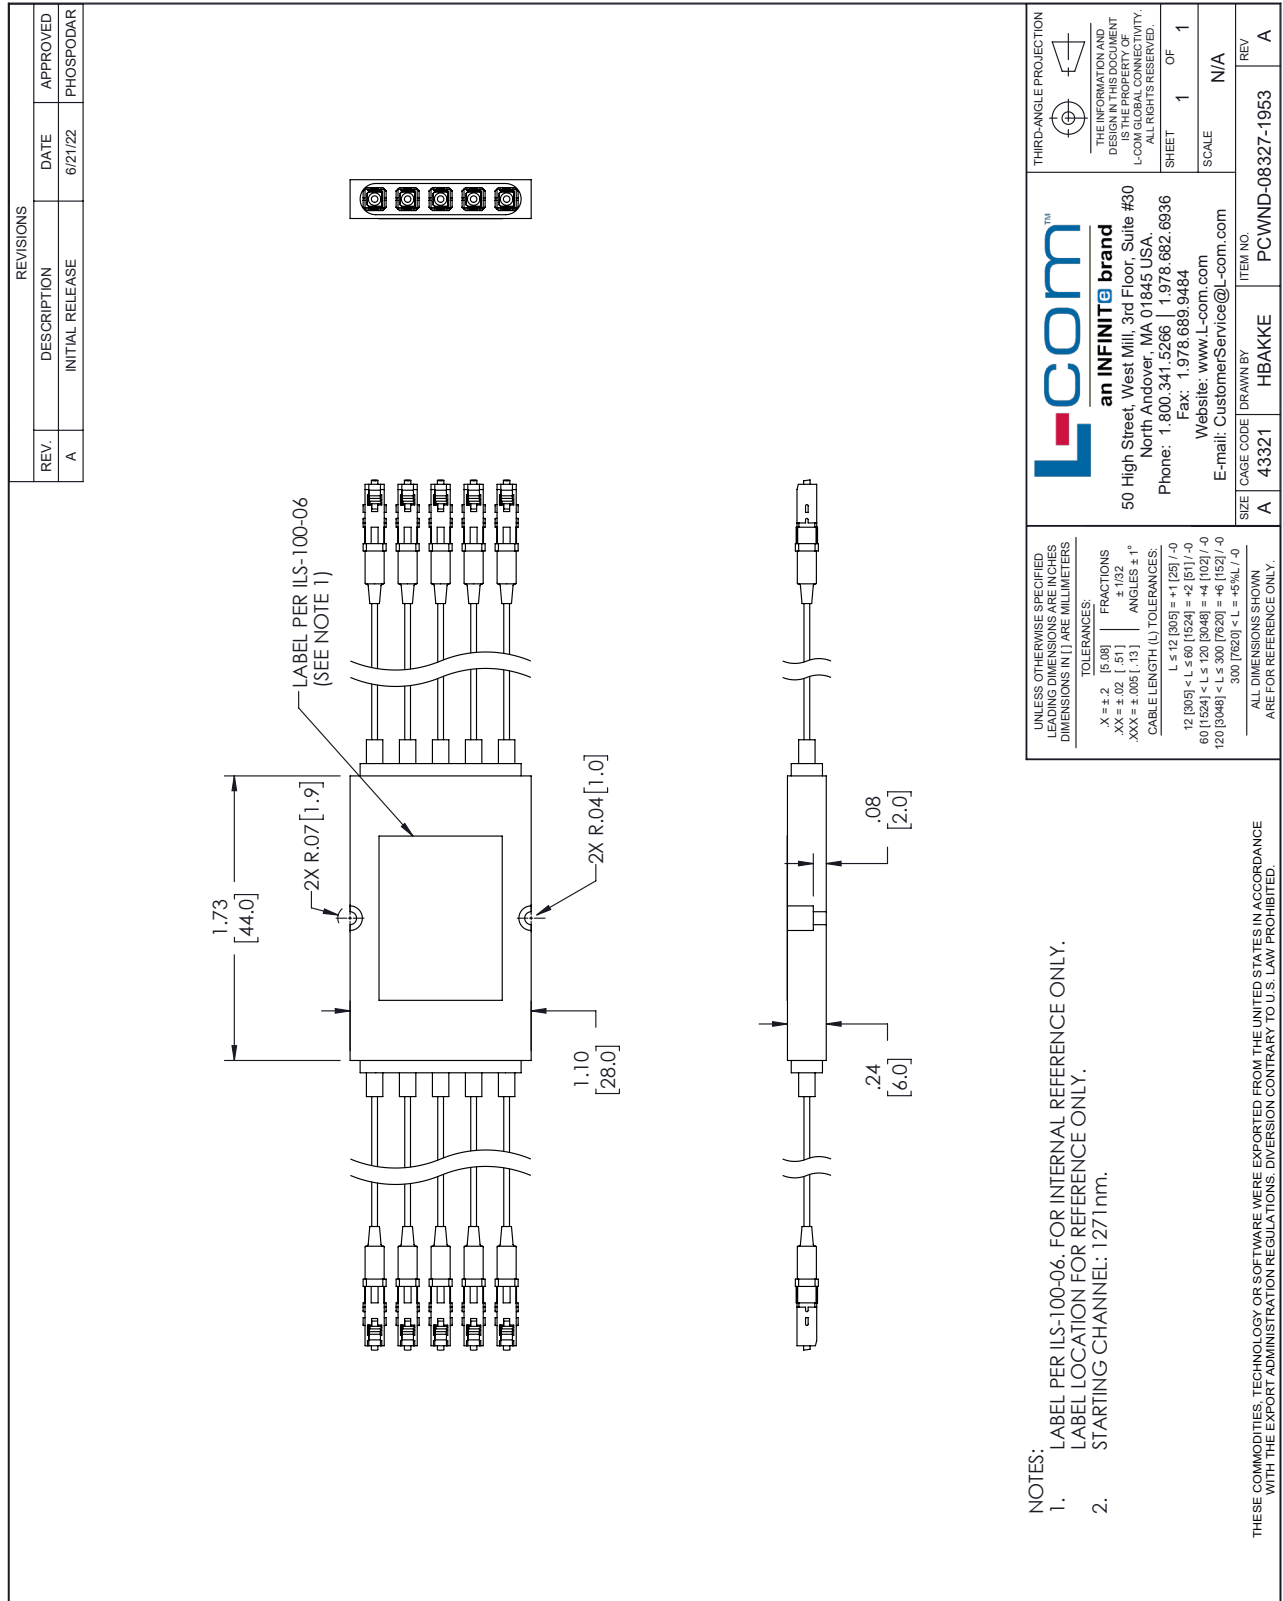 REVISIONS
REV. DESCRIPTION DATE APPROVED
A INITIAL RELEASE 6/21/22 PHOSPODAR
1.73
[44.0]
2X R.07 [1.9]
LABEL PER ILS-100-06
(SEE NOTE 1)
1.10
[28.0]
2X R.04 [1.0]
.24
[6.0]
.08
[2.0]
NOTES:
1. LABEL PER ILS-100-06. FOR INTERNAL REFERENCE ONLY.
LABEL LOCATION FOR REFERENCE ONLY.
2. STARTING CHANNEL: 1271nm.
THESE COMMODITIES, TECHNOLOGY OR SOFTWARE WERE EXPORTED FROM THE UNITED STATES IN ACCORDANCE
WITH THE EXPORT ADMINISTRATION REGULATIONS. DIVERSION CONTRARY TO U.S. LAW PROHIBITED.
UNLESS OTHERWISE SPECIFIED
LEADING DIMENSIONS ARE INCHES
DIMENSIONS IN [ ] ARE MILLIMETERS
TOLERANCES:
.X = ± .2 [5.08] FRACTIONS
.XX = ± .02 [ .51 ] ± 1/32
.XXX = ± .005 [ .13 ] ANGLES ± 1°
CABLE LENGTH (L) TOLERANCES:
L ≤ 12 [305] = +1 [25] / -0
12 [305] < L ≤ 60 [1524] = +2 [51] / -0
60 [1524] < L ≤ 120 [3048] = +4 [102] / -0
120 [3048] < L ≤ 300 [7620] = +6 [152] / -0
300 [7620] < L = +5%L / -0
ALL DIMENSIONS SHOWN
ARE FOR REFERENCE ONLY.
L-com™
an INFINITe brand
50 High Street, West Mill, 3rd Floor, Suite #30
North Andover, MA 01845 USA.
Phone: 1.800.341.5266 | 1.978.682.6936
Fax: 1.978.689.9484
Website: www.L-com.com
E-mail: CustomerService@L-com.com
THIRD-ANGLE PROJECTION
THE INFORMATION AND
DESIGN IN THIS DOCUMENT
IS THE PROPERTY OF
L-COM GLOBAL CONNECTIVITY.
ALL RIGHTS RESERVED.
SHEET 1 OF 1
SCALE N/A
SIZE A
CAGE CODE 43321
DRAWN BY HBAKKE
ITEM NO. PCWND-08327-1953
REV A